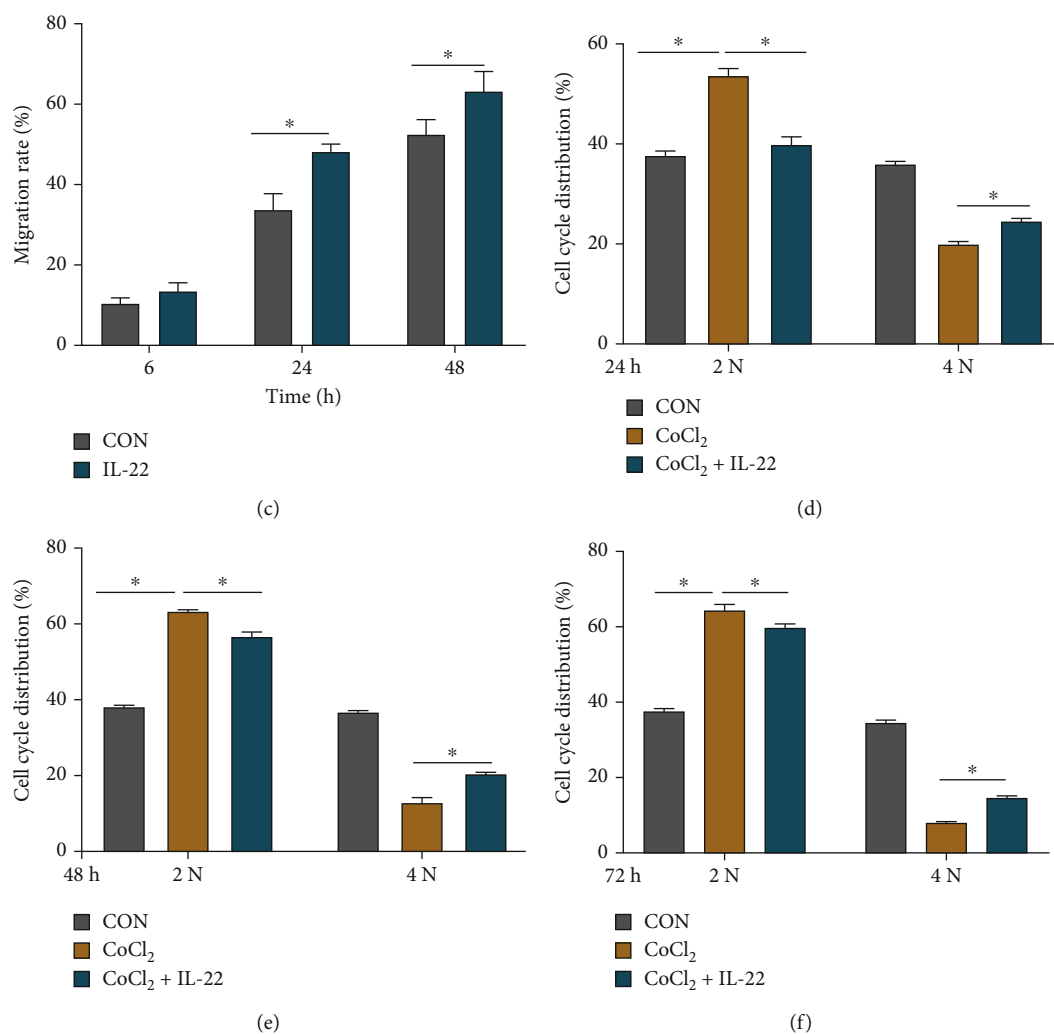 80
60
40
20
0
Migration rate (%)
*
*
6
24
48
Time (h)
CON
IL-22
(c)
60
40
20
0
Cell cycle distribution (%)
*
*
*
24 h
2 N
4 N
CON
CoCl₂
CoCl₂ + IL-22
(d)
80
60
40
20
0
Cell cycle distribution (%)
*
*
*
48 h
2 N
4 N
CON
CoCl₂
CoCl₂ + IL-22
(e)
80
60
40
20
0
Cell cycle distribution (%)
*
*
*
72 h
2 N
4 N
CON
CoCl₂
CoCl₂ + IL-22
(f)